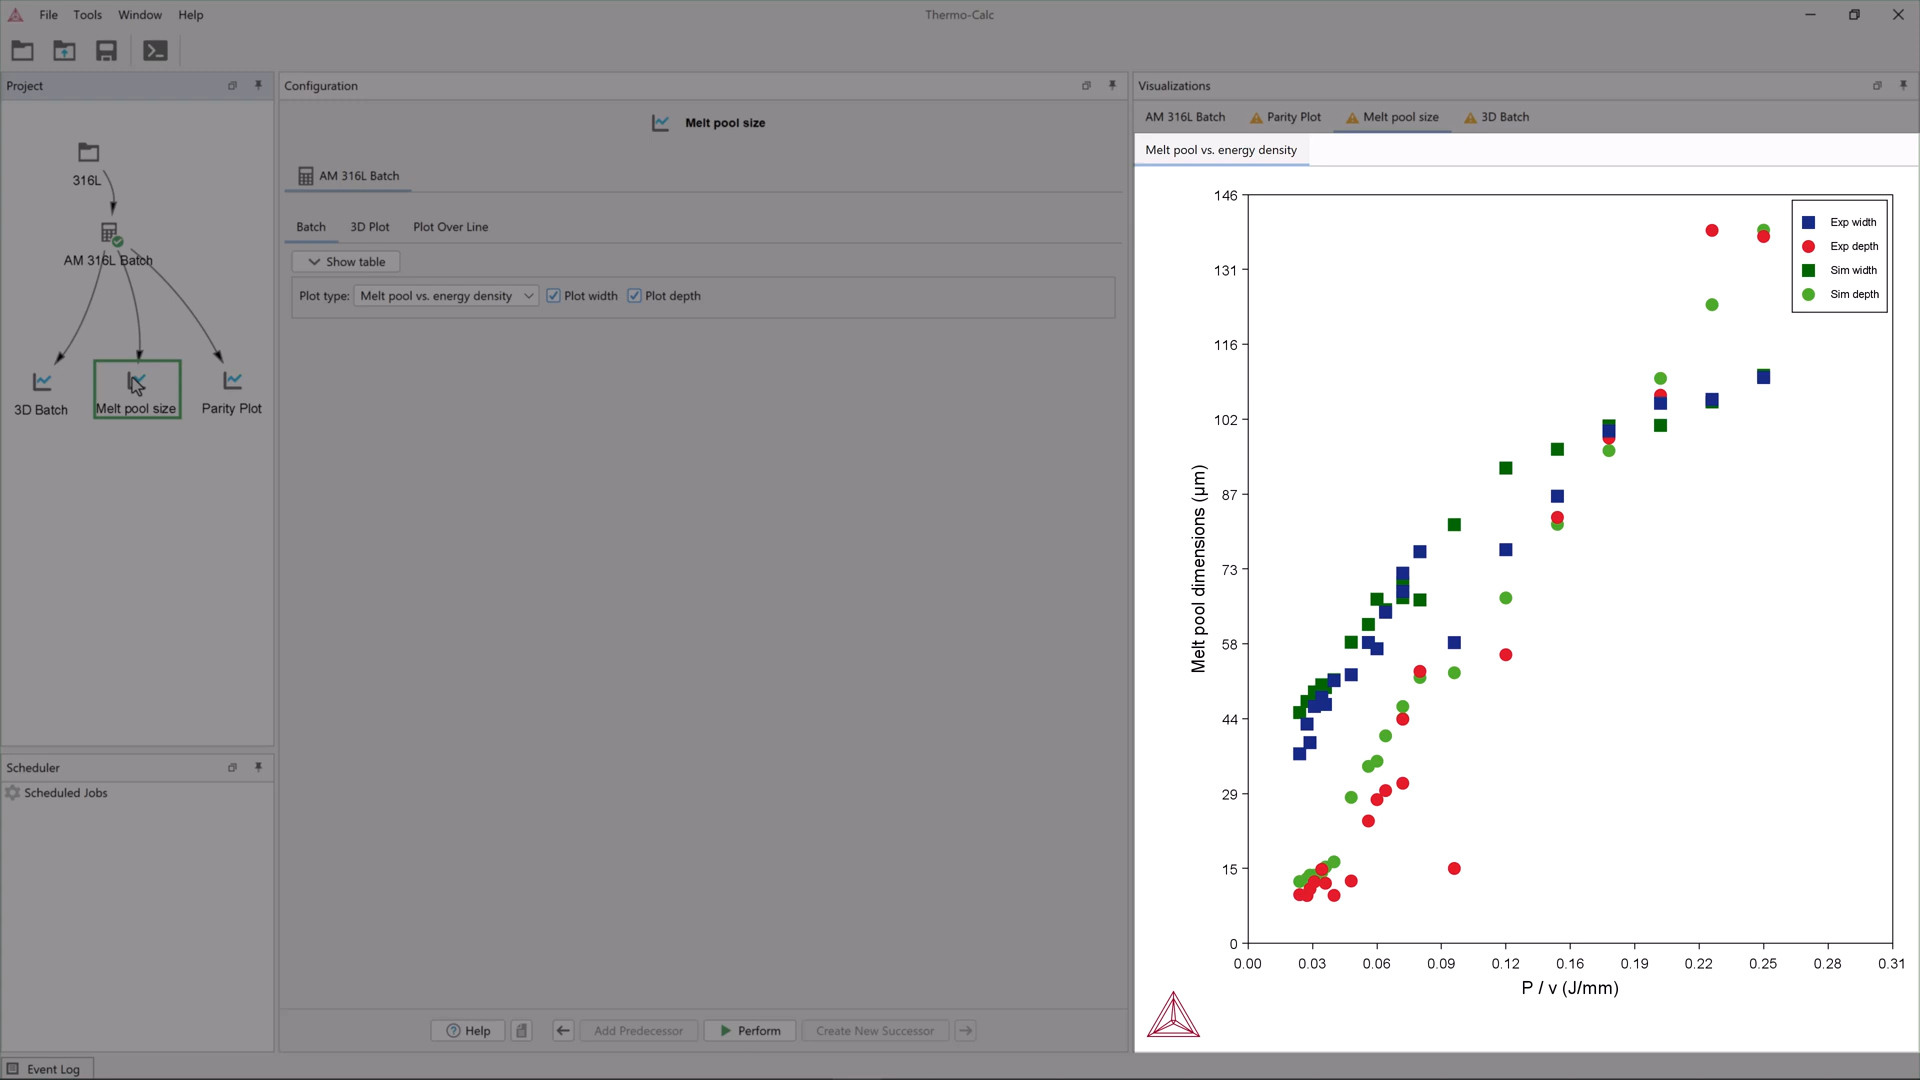 File Tools Window Help Thermo-Calc
Project
Configuration
Visualizations
316L
AM 316L Batch
3D Batch
Melt pool size
Parity Plot
Scheduler
Scheduled Jobs
Melt pool size
AM 316L Batch
Batch 3D Plot Plot Over Line
Show table
Plot type: Melt pool vs. energy density Plot width Plot depth
Help Add Predecessor Perform Create New Successor
AM 316L Batch Parity Plot Melt pool size 3D Batch
Melt pool vs. energy density
146
131
116
102
87
73
58
44
29
15
0
Melt pool dimensions (μm)
Exp width
Exp depth
Sim width
Sim depth
0.00 0.03 0.06 0.09 0.12 0.16 0.19 0.22 0.25 0.28 0.31
P / v (J/mm)
Event Log